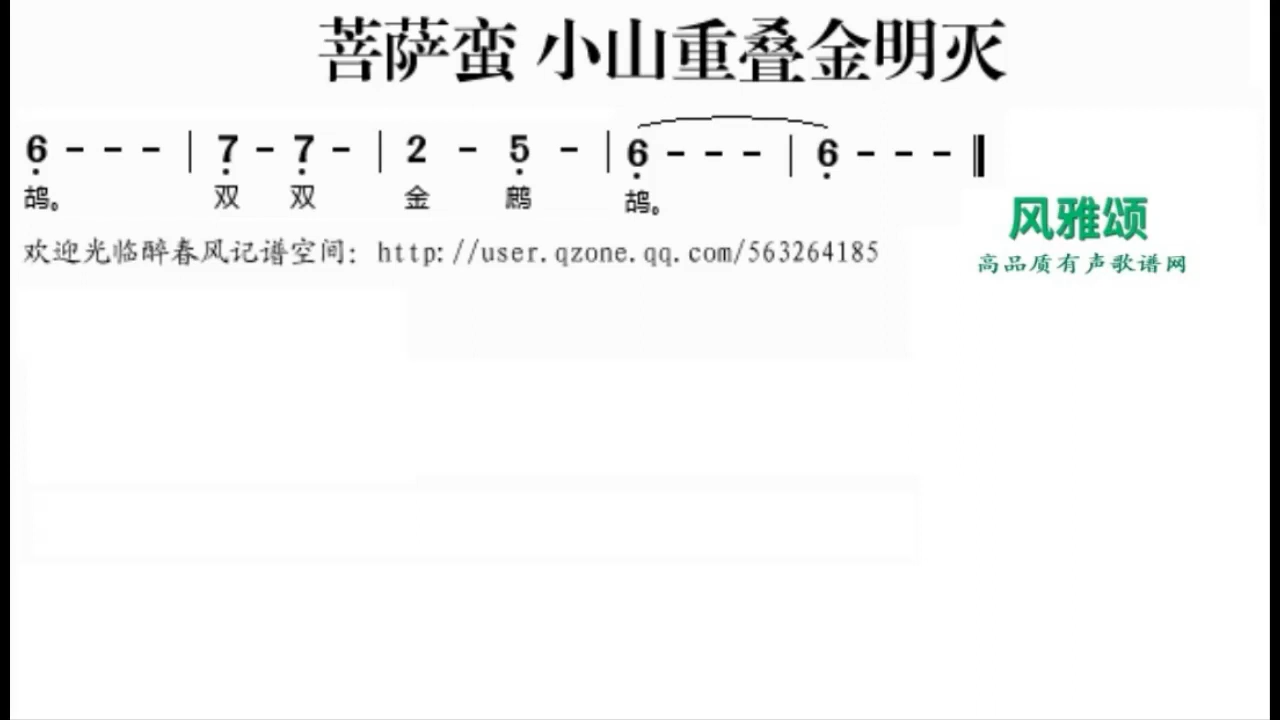 菩萨蛮 小山重叠金明灭
6 - - - | 7 - 7 - | 2 - 5 - | 6 - - - | 6 - - - ‖
鸪。 双 双 金 鹧 鸪。
欢迎光临醉春风记谱空间：http://user.qzone.qq.com/563264185
风雅颂
高品质有声歌谱网